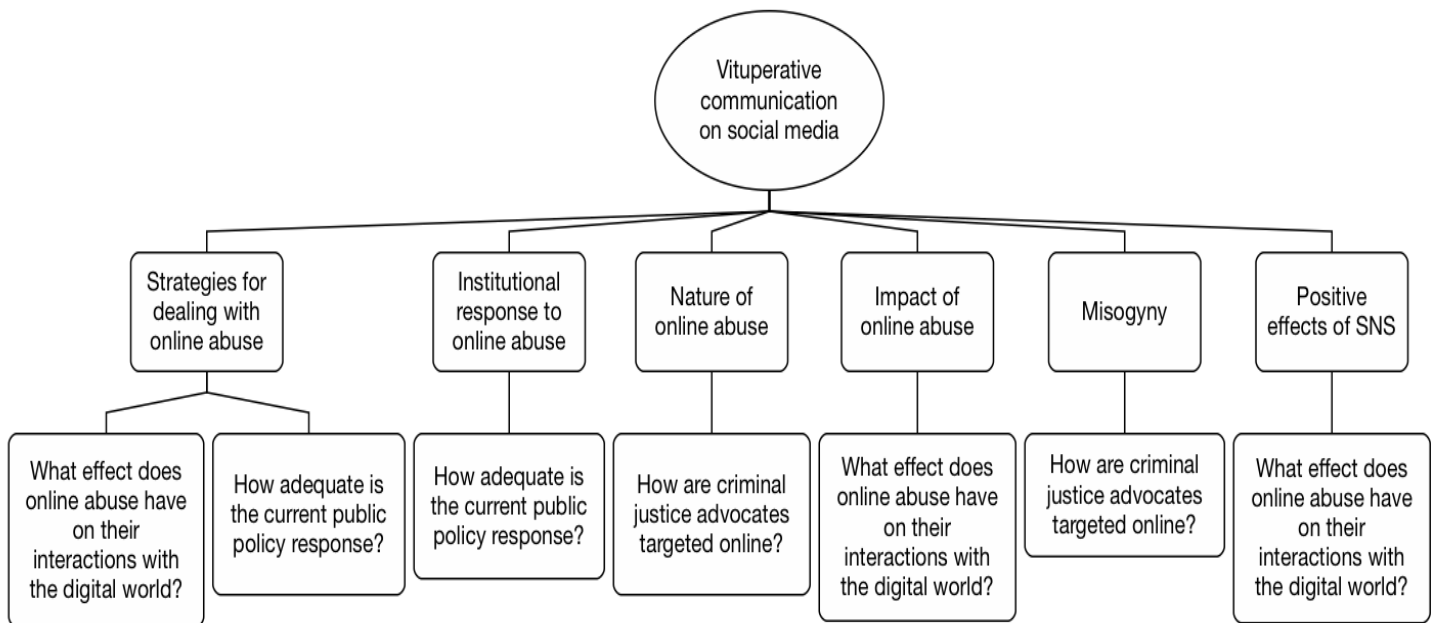 Vituperative
communication
on social media
Strategies for
dealing with
online abuse
Institutional
response to
online abuse
Nature of
online abuse
Impact of
online abuse
Misogyny
Positive
effects of SNS
What effect does
online abuse have
on their
interactions with
the digital world?
How adequate is
the current public
policy response?
How adequate is
the current public
policy response?
How are criminal
justice advocates
targeted online?
What effect does
online abuse have
on their
interactions with
the digital world?
How are criminal
justice advocates
targeted online?
What effect does
online abuse have
on their
interactions with
the digital world?